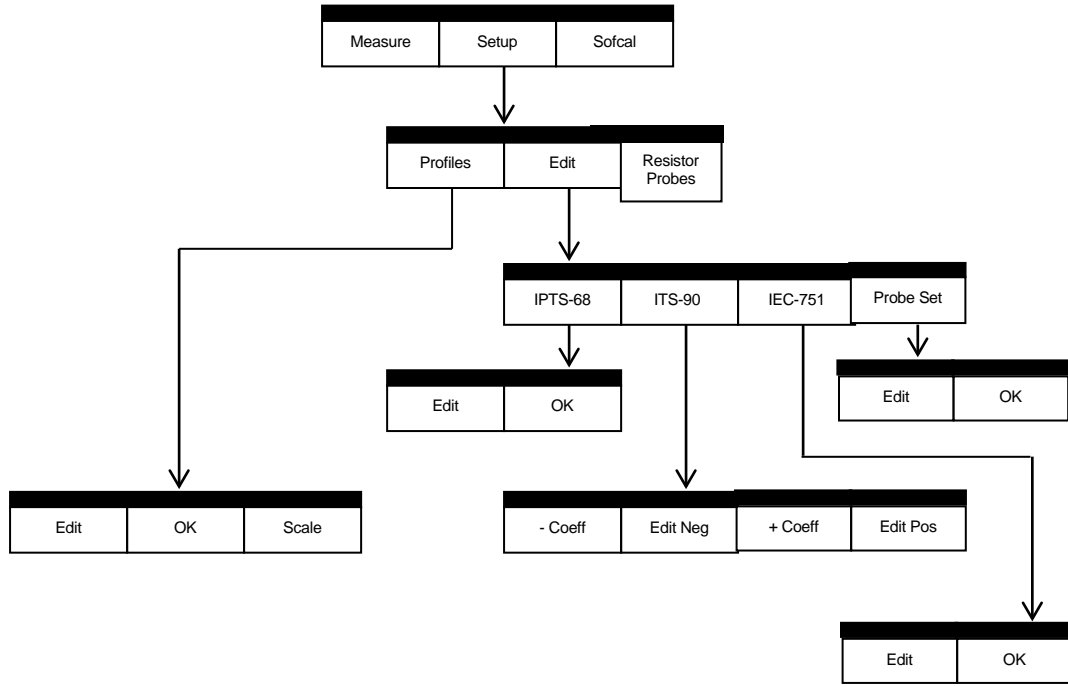 Measure
Setup
Sofcal
Profiles
Edit
Resistor
Probes
IPTS-68
ITS-90
IEC-751
Probe Set
Edit
OK
Edit
OK
Edit
OK
Scale
- Coeff
Edit Neg
+ Coeff
Edit Pos
Edit
OK